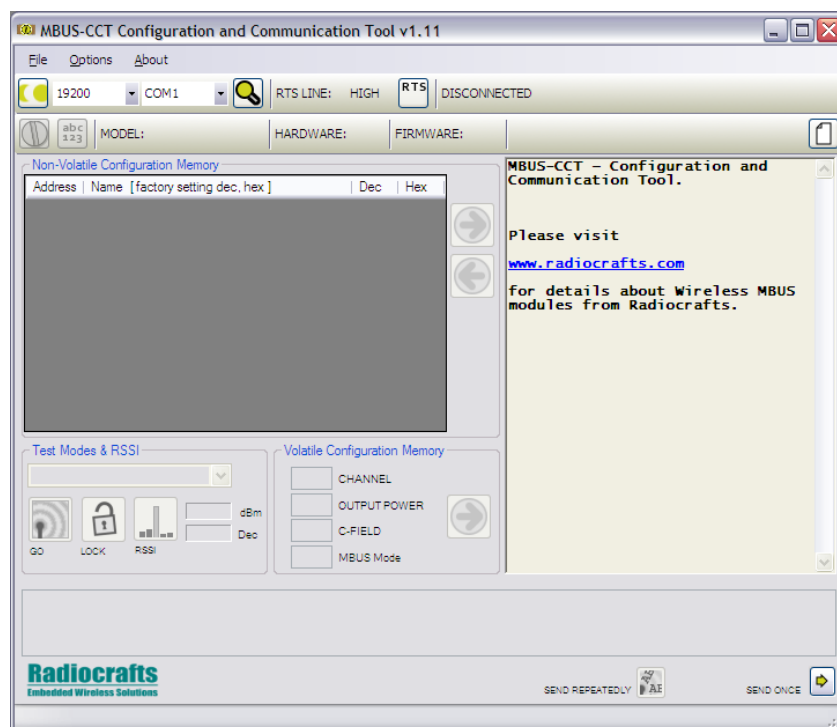 MBUS-CCT Configuration and Communication Tool v1.11
File Options About
19200 COM1 RTS LINE: HIGH RTS DISCONNECTED
abc
123
MODEL: HARDWARE: FIRMWARE:
Non-Volatile Configuration Memory
Address Name [factory setting dec, hex ] Dec Hex
MBUS-CCT – Configuration and
Communication Tool.
Please visit
www.radiocrafts.com
for details about Wireless MBUS
modules from Radiocrafts.
Test Modes & RSSI
dBm
Dec
GO LOCK RSSI
Volatile Configuration Memory
CHANNEL
OUTPUT POWER
C-FIELD
MBUS Mode
Radiocrafts
Embedded Wireless Solutions
SEND REPEATEDLY AE SEND ONCE